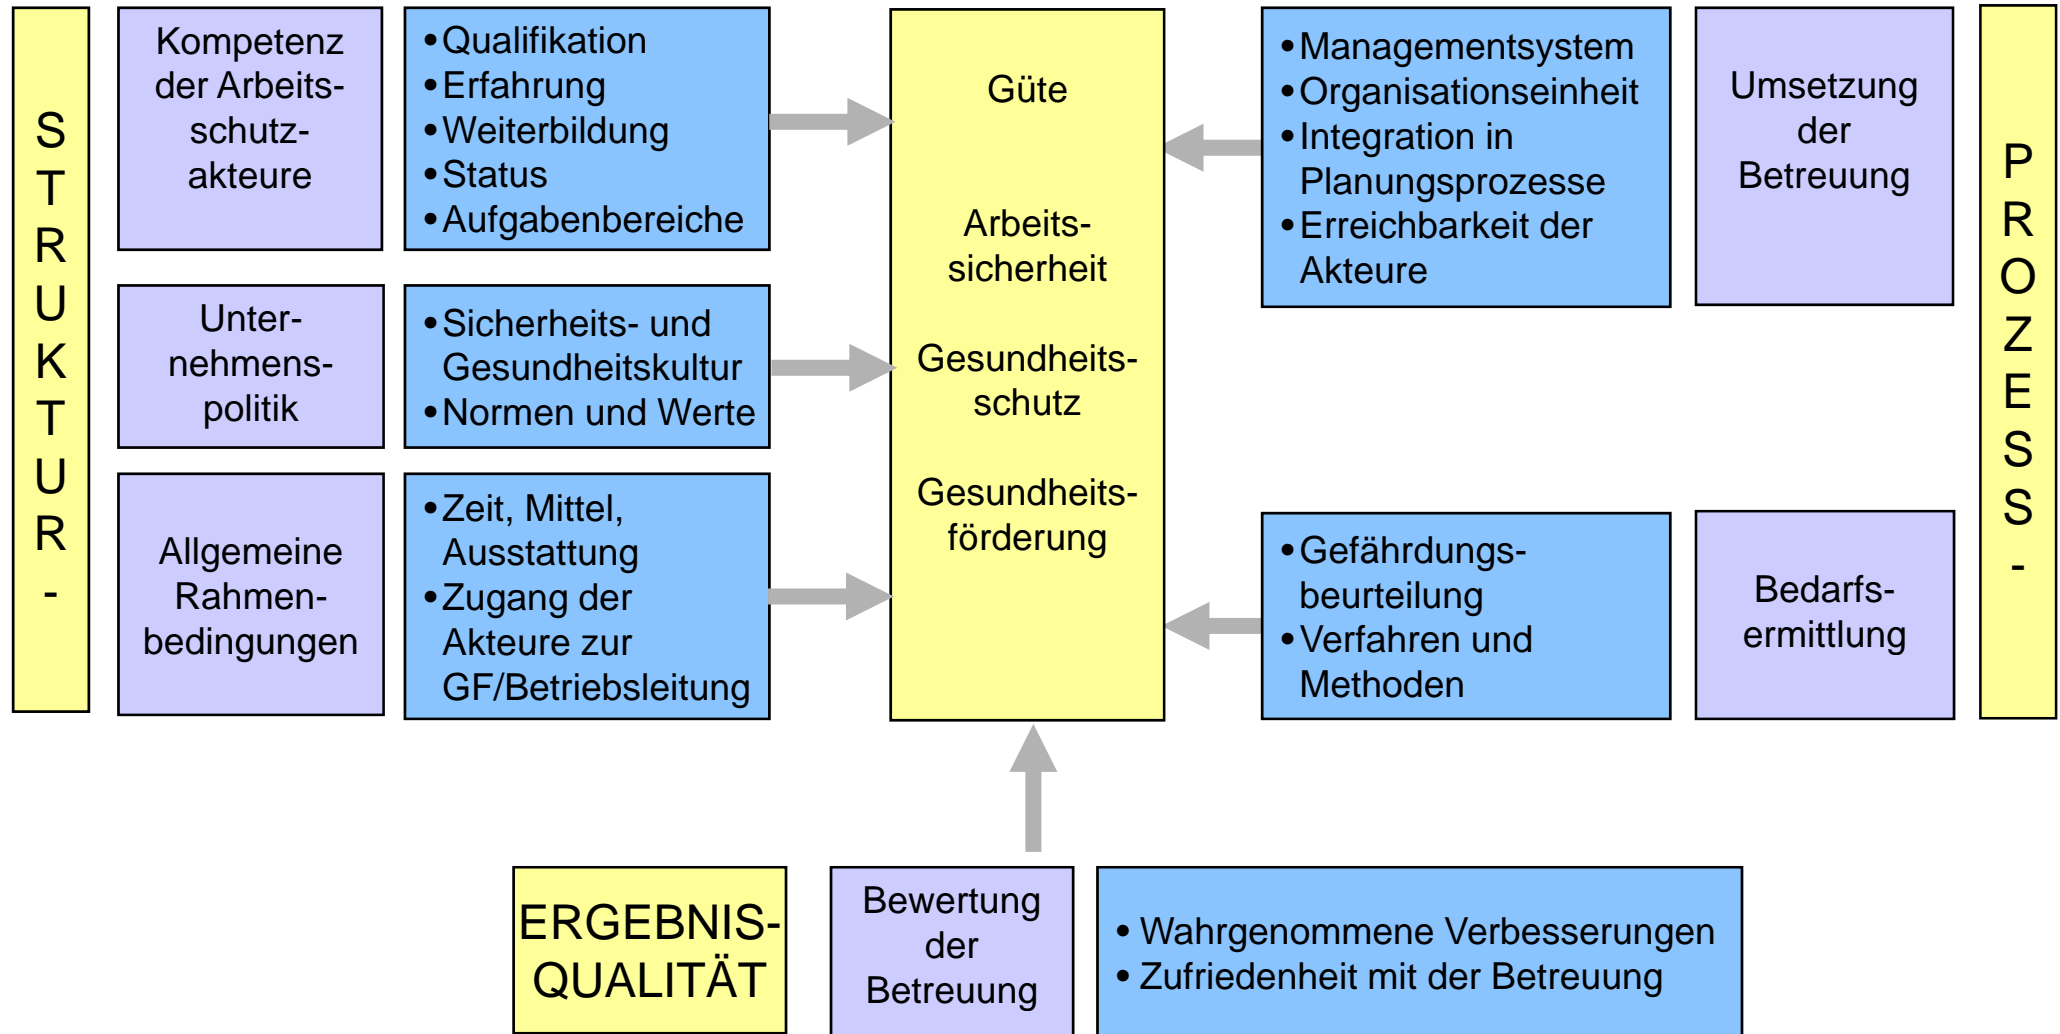 S
T
R
U
K
T
U
R
-
Kompetenz
der Arbeits-
schutz-
akteure
•Qualifikation
•Erfahrung
•Weiterbildung
•Status
•Aufgabenbereiche
Unter-
nehmens-
politik
•Sicherheits- und
Gesundheitskultur
•Normen und Werte
Allgemeine
Rahmen-
bedingungen
•Zeit, Mittel,
Ausstattung
•Zugang der
Akteure zur
GF/Betriebsleitung
Güte
Arbeits-
sicherheit
Gesundheits-
schutz
Gesundheits-
förderung
•Managementsystem
•Organisationseinheit
•Integration in
Planungsprozesse
•Erreichbarkeit der
Akteure
Umsetzung
der
Betreuung
•Gefährdungs-
beurteilung
•Verfahren und
Methoden
Bedarfs-
ermittlung
P
R
O
Z
E
S
S
-
ERGEBNIS-
QUALITÄT
Bewertung
der
Betreuung
• Wahrgenommene Verbesserungen
• Zufriedenheit mit der Betreuung